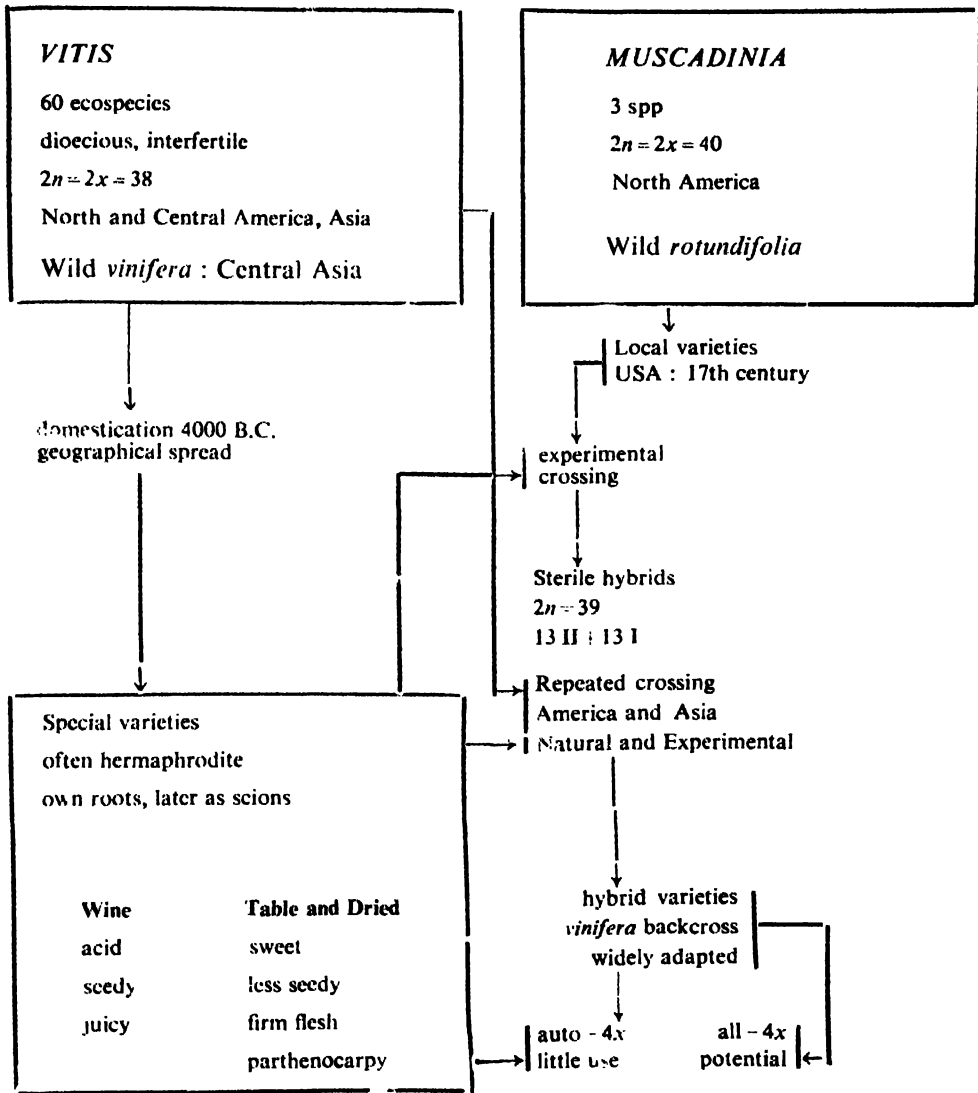 VITIS
60 ecospecies
dioecious, interfertile
2n = 2x = 38
North and Central America, Asia
Wild vinifera : Central Asia
MUSCADINIA
3 spp
2n = 2x = 40
North America
Wild rotundifolia
Local varieties
USA : 17th century
domestication 4000 B.C.
geographical spread
experimental
crossing
Sterile hybrids
2n = 39
13 II + 13 I
Repeated crossing
America and Asia
Natural and Experimental
Special varieties
often hermaphrodite
own roots, later as scions
Wine Table and Dried
acid sweet
seedy less seedy
juicy firm flesh
parthenocarpy
hybrid varieties
vinifera backcross
widely adapted
auto - 4x
little use
all - 4x
potential